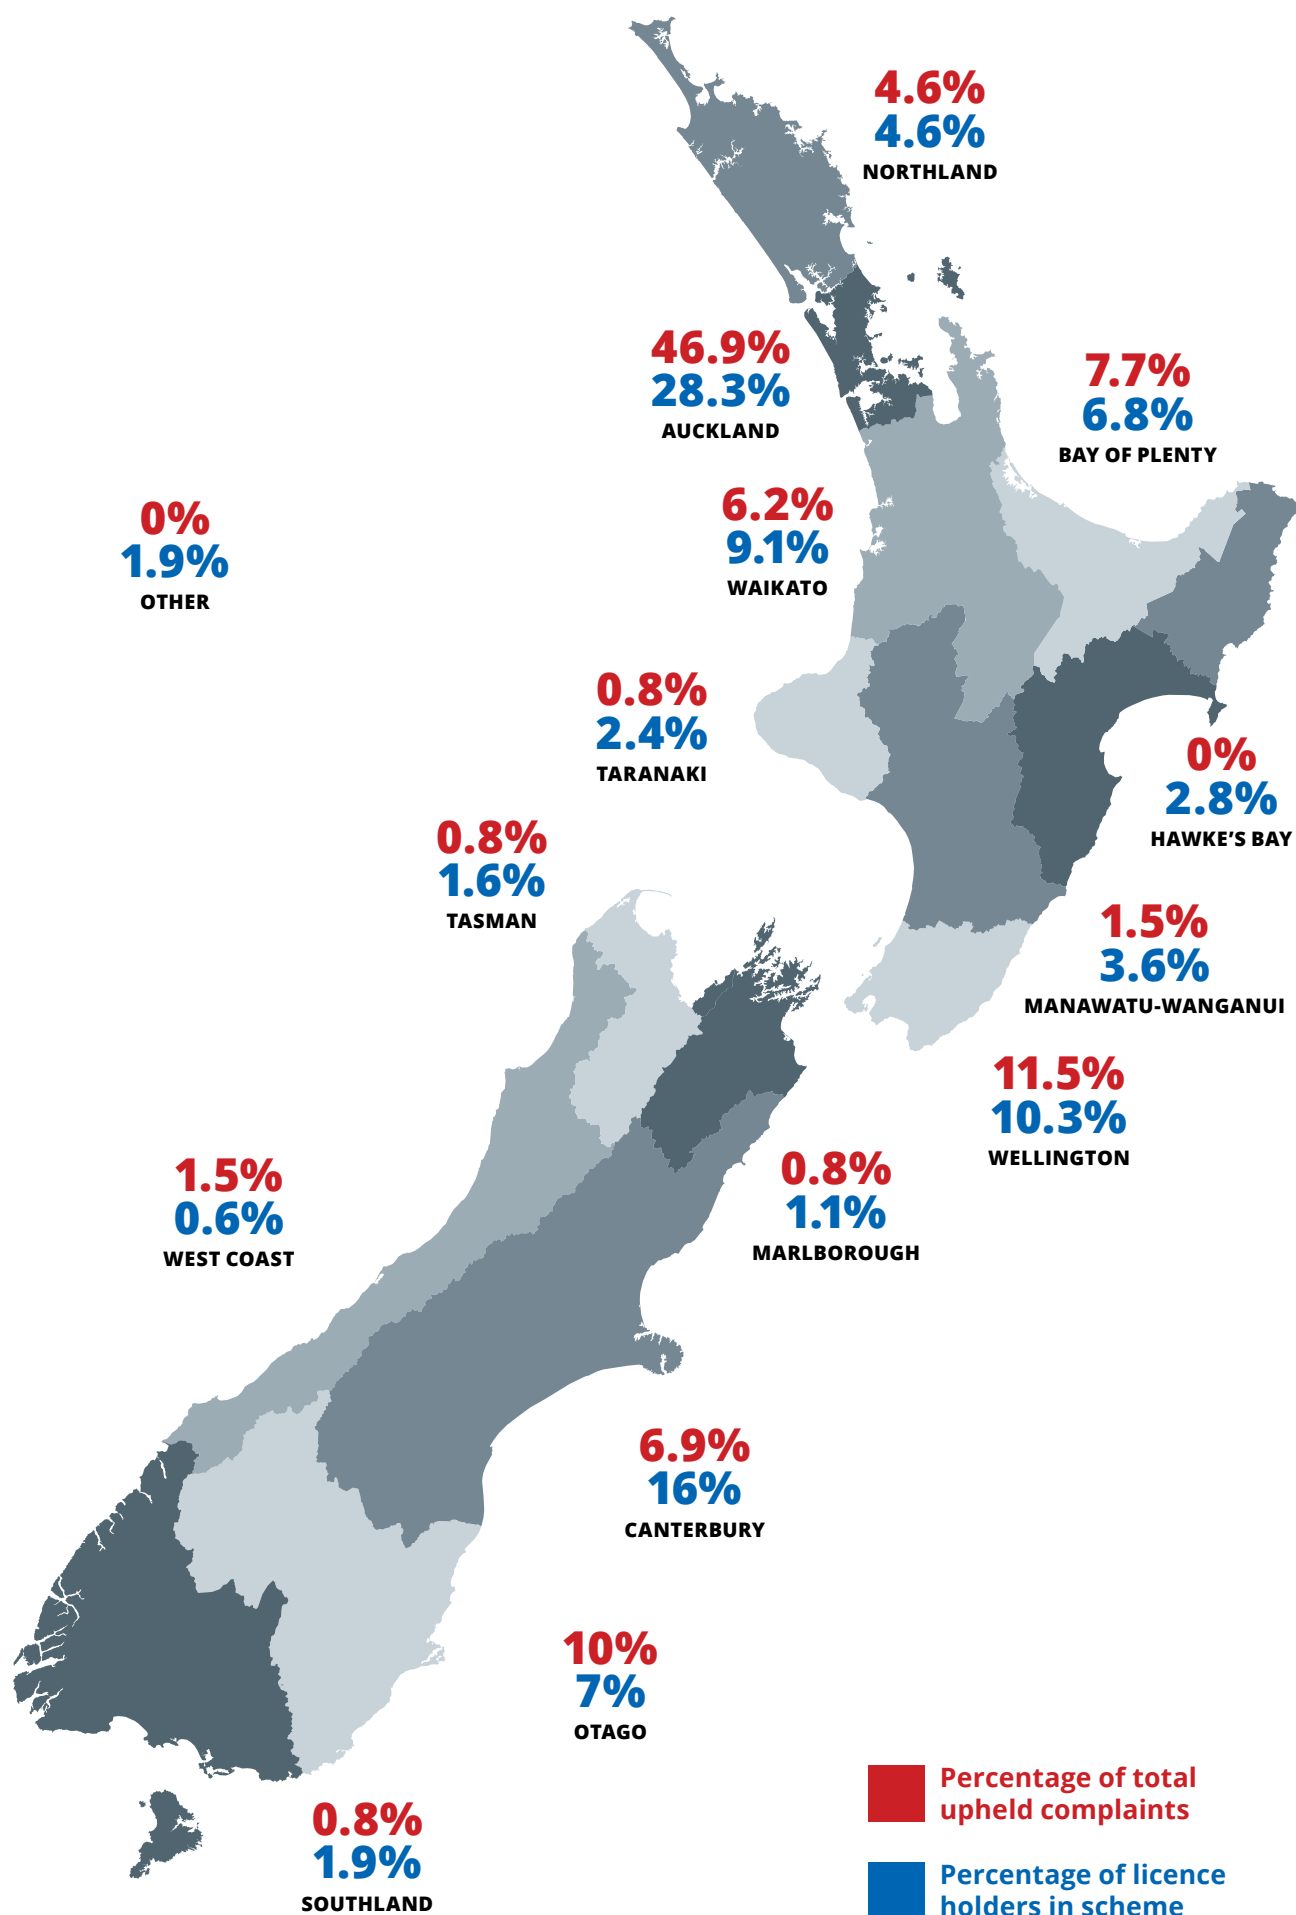 4.6%
4.6%
NORTHLAND
46.9%
28.3%
AUCKLAND
7.7%
6.8%
BAY OF PLENTY
6.2%
9.1%
WAIKATO
0%
1.9%
OTHER
0.8%
2.4%
TARANAKI
0%
2.8%
HAWKE'S BAY
0.8%
1.6%
TASMAN
1.5%
3.6%
MANAWATU-WANGANUI
11.5%
10.3%
WELLINGTON
0.8%
1.1%
MARLBOROUGH
1.5%
0.6%
WEST COAST
6.9%
16%
CANTERBURY
10%
7%
OTAGO
0.8%
1.9%
SOUTHLAND
Percentage of total
upheld complaints
Percentage of licence
holders in scheme